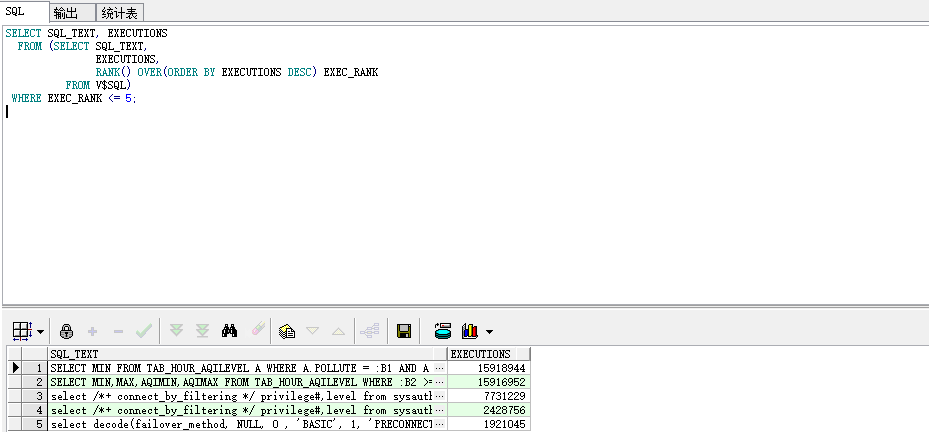 SQL 输出 统计表
SELECT SQL_TEXT, EXECUTIONS
FROM (SELECT SQL_TEXT,
EXECUTIONS,
RANK() OVER(ORDER BY EXECUTIONS DESC) EXEC_RANK
FROM V$SQL)
WHERE EXEC_RANK <= 5;
SQL_TEXT EXECUTIONS
1 SELECT MIN FROM TAB_HOUR_AQILEVEL A WHERE A.POLLUTE = :B1 AND A ... 15918944
2 SELECT MIN,MAX,AQIMIN,AQIMAX FROM TAB_HOUR_AQILEVEL WHERE :B2 >= ... 15916952
3 select /*+ connect_by_filtering */ privilege#,level from sysauth ... 7731229
4 select /*+ connect_by_filtering */ privilege#,level from sysauth ... 2428756
5 select decode(failover_method, NULL, 0 , 'BASIC', 1, 'PRECONNECT ... 1921045